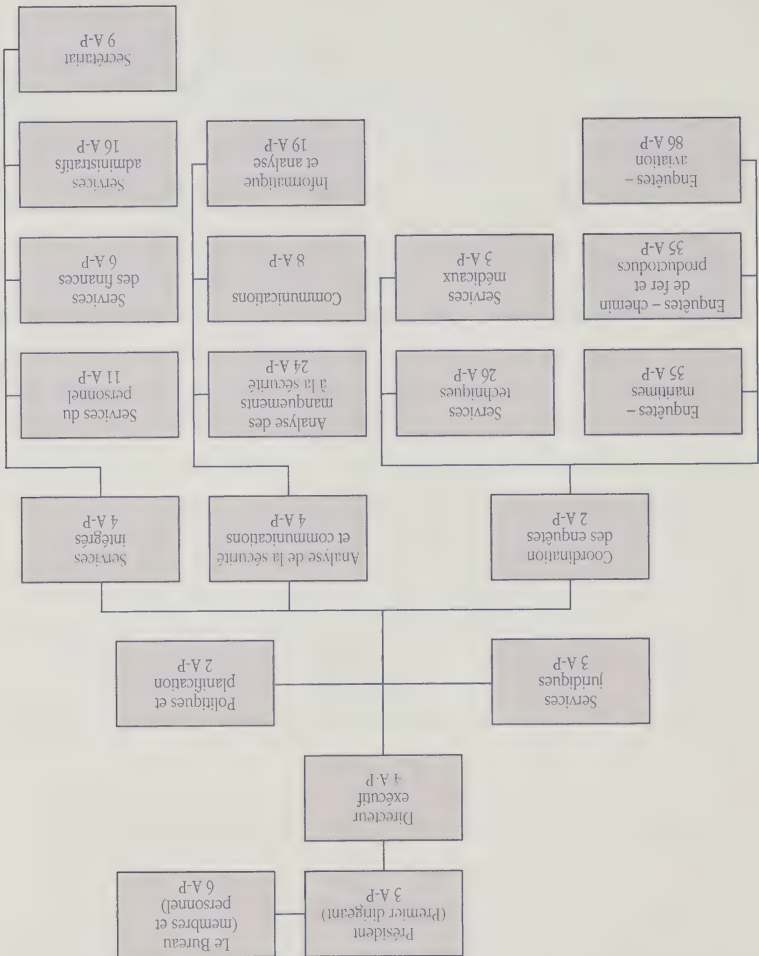 Président
(Premier dirigeant)
3 A-P
Le Bureau
(membres et
personnel)
6 A-P
Directeur
exécutif
4 A-P
Services
juridiques
3 A-P
Politiques et
planification
2 A-P
Coordination
des enquêtes
2 A-P
Analyse de la sécurité
et communications
4 A-P
Services
intégrés
4 A-P
Enquêtes –
maritimes
35 A-P
Services
techniques
26 A-P
Analyse des
manquements
à la sécurité
24 A-P
Services du
personnel
11 A-P
Enquêtes – chemin
de fer et
productoducs
35 A-P
Services
médicaux
3 A-P
Communications
8 A-P
Services
des finances
6 A-P
Enquêtes –
aviation
86 A-P
Informatique
et analyse
19 A-P
Services
administratifs
16 A-P
Secrétariat
9 A-P